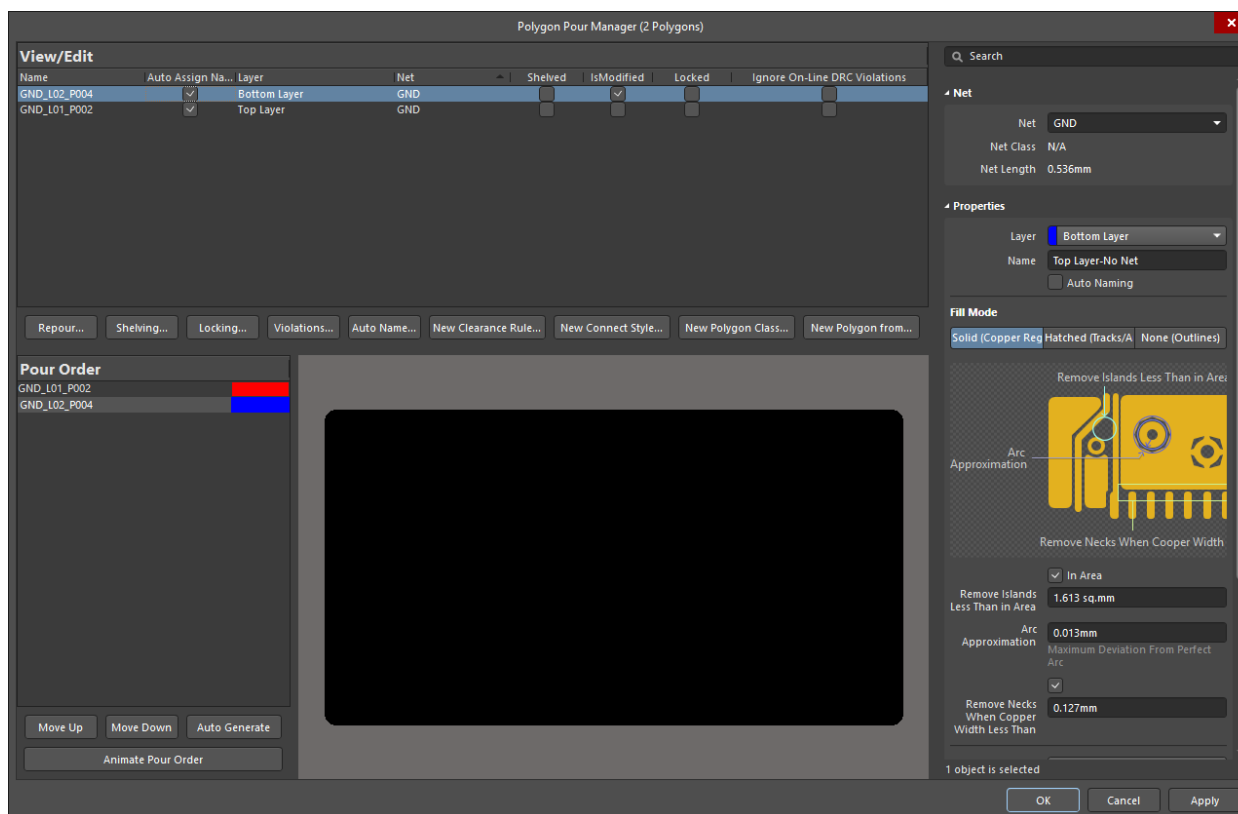 Polygon Pour Manager (2 Polygons)
View/Edit
Name Auto Assign Na... Layer Net Shelved IsModified Locked Ignore On-Line DRC Violations
GND_L02_P004 Bottom Layer GND
GND_L01_P002 Top Layer GND
Repour... Shelving... Locking... Violations... Auto Name... New Clearance Rule... New Connect Style... New Polygon Class... New Polygon from...
Pour Order
GND_L01_P002
GND_L02_P004
Move Up Move Down Auto Generate
Animate Pour Order
Search
Net
Net GND
Net Class N/A
Net Length 0.536mm
Properties
Layer Bottom Layer
Name Top Layer-No Net
Auto Naming
Fill Mode
Solid (Copper Reg Hatched (Tracks/A None (Outlines)
Remove Islands Less Than in Area
Arc
Approximation
Remove Necks When Cooper Width
In Area
Remove Islands
Less Than in Area
1.613 sq.mm
Arc
Approximation
0.013mm
Maximum Deviation From Perfect
Arc
Remove Necks
When Copper
Width Less Than
0.127mm
1 object is selected
OK Cancel Apply